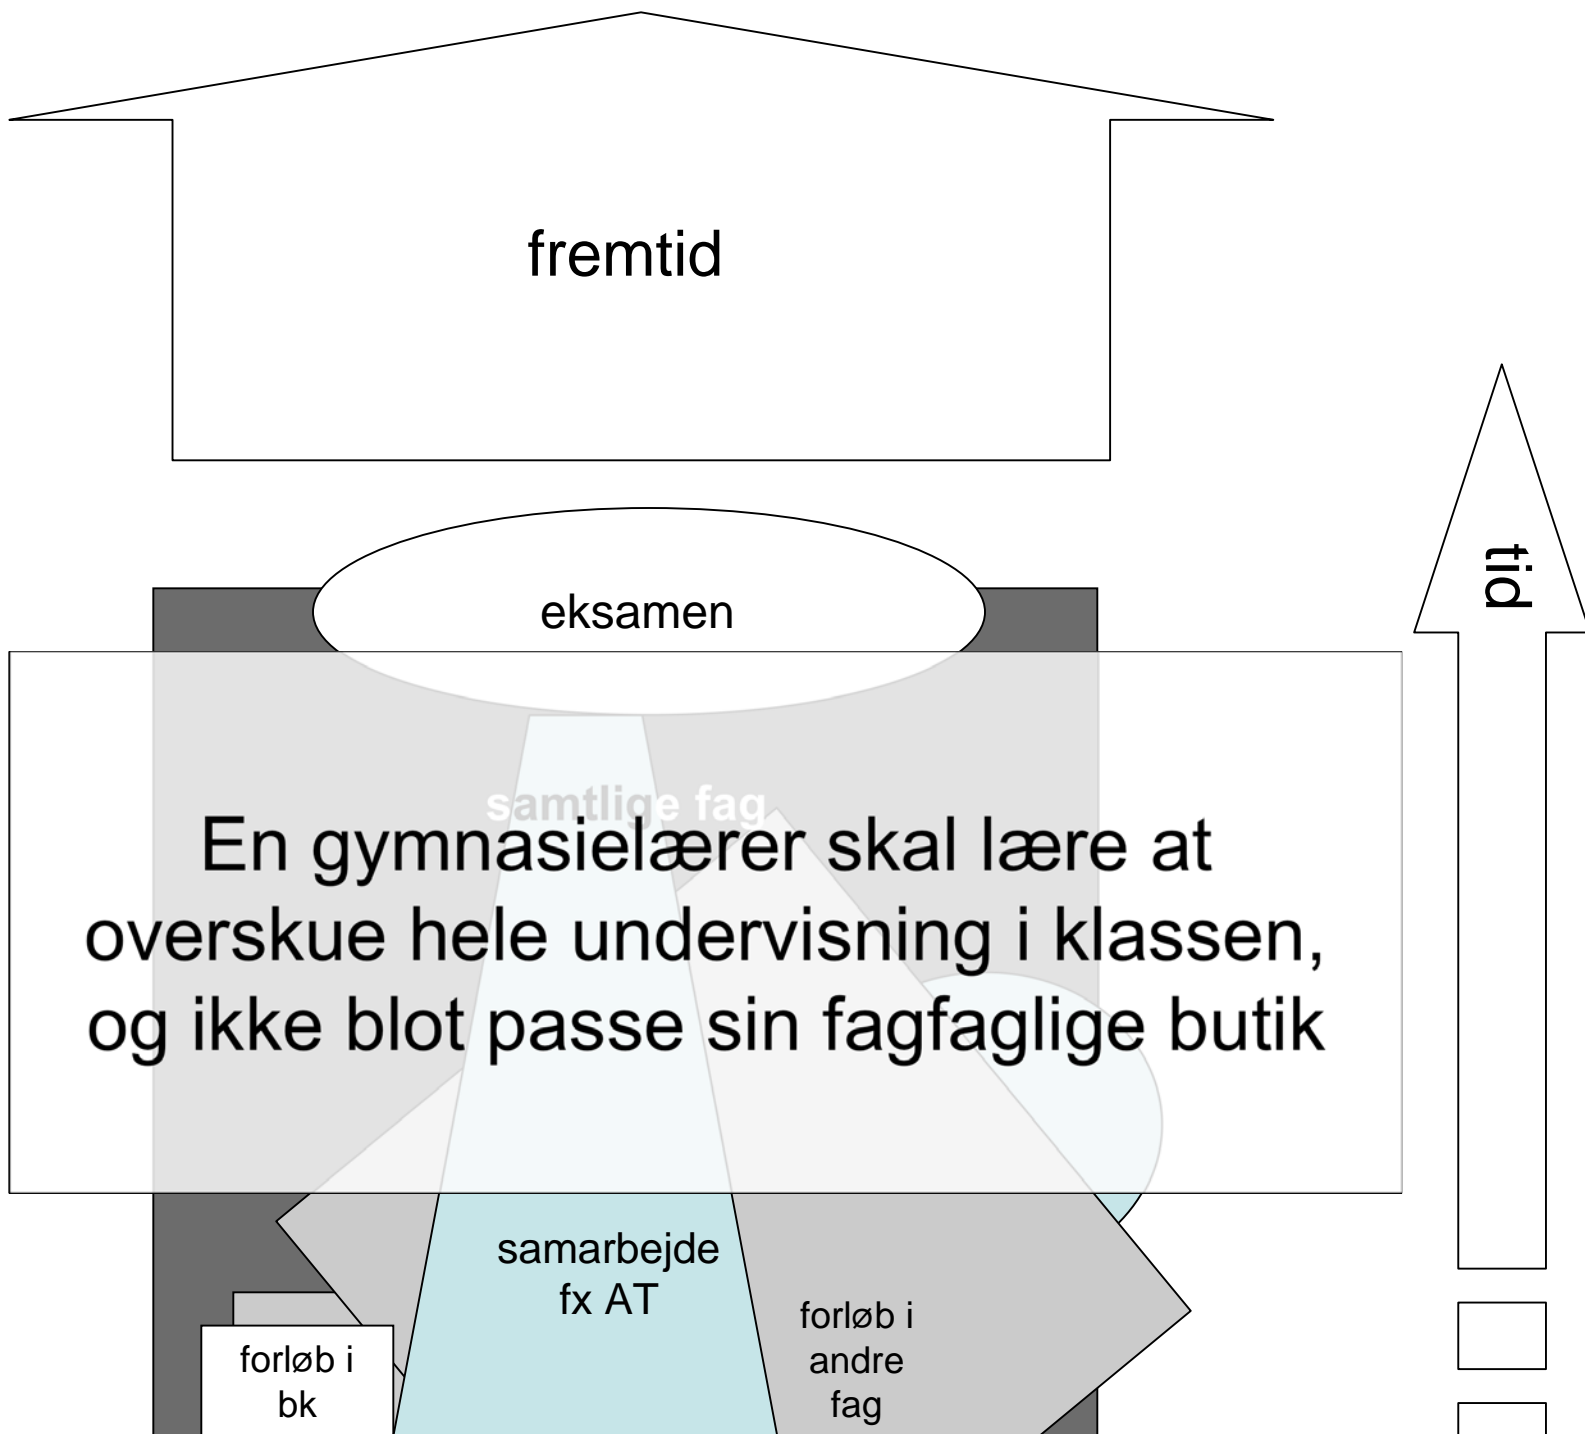 fremtid
tid
eksamen
samtlige fag
En gymnasielærer skal lære at
overskue hele undervisning i klassen,
og ikke blot passe sin fagfaglige butik
samarbejde
fx AT
forløb i
andre
fag
forløb i
bk